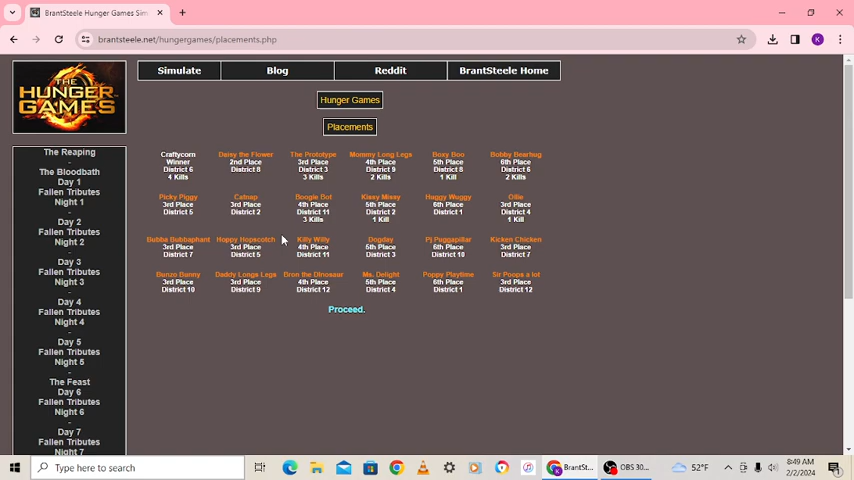 BrantSteele Hunger Games Sim
brantsteele.net/hungergames/placements.php
K
THE
HUNGER
GAMES
Simulate Blog Reddit BrantSteele Home
Hunger Games
Placements
The Reaping
-
The Bloodbath
Day 1
Fallen Tributes
Night 1
-
Day 2
Fallen Tributes
Night 2
-
Day 3
Fallen Tributes
Night 3
-
Day 4
Fallen Tributes
Night 4
-
Day 5
Fallen Tributes
Night 5
-
The Feast
Day 6
Fallen Tributes
Night 6
-
Day 7
Fallen Tributes
Night 7
Craftycorn Daisy the Flower The Prototype Mommy Long Legs Boxy Boo Bobby Bearhug
Winner 2nd Place 3rd Place 4th Place 5th Place 6th Place
District 6 District 8 District 3 District 9 District 8 District 6
4 Kills 3 Kills 2 Kills 1 Kill 2 Kills
Picky Piggy Catnap Boogie Bot Kissy Missy Huggy Wuggy Ollie
3rd Place 3rd Place 4th Place 5th Place 6th Place 3rd Place
District 5 District 2 District 11 District 2 District 1 District 4
3 Kills 1 Kill 1 Kill
Bubba Bubbaphant Hoppy Hopscotch Killy Willy Dogday Pj Puggapillar Kicken Chicken
3rd Place 3rd Place 4th Place 5th Place 6th Place 3rd Place
District 7 District 5 District 11 District 3 District 10 District 7
Bunzo Bunny Daddy Longs Legs Bron the Dinosaur Ms. Delight Poppy Playtime Sir Poops a lot
3rd Place 3rd Place 4th Place 5th Place 6th Place 3rd Place
District 10 District 9 District 12 District 4 District 1 District 12
Proceed.
Type here to search
BrantSt...
OBS 30....
52°F
8:49 AM
2/2/2024